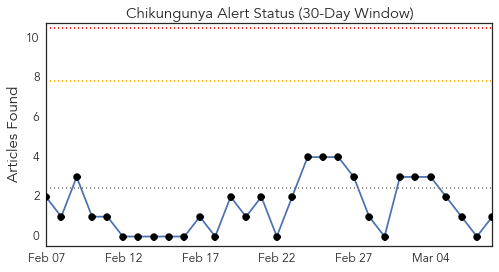 Chikungunya Alert Status (30-Day Window)
Articles Found
10
8
6
4
2
0
Feb 07 Feb 12 Feb 17 Feb 22 Feb 27 Mar 04